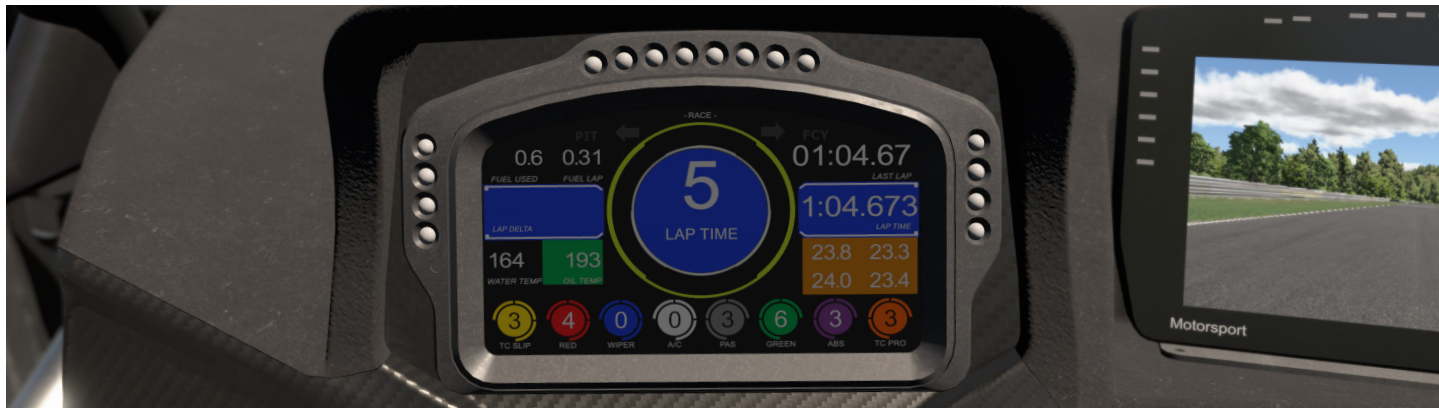 - RACE -
PIT
FCY
0.6 0.31
FUEL USED FUEL LAP
5
LAP TIME
01:04.67
LAST LAP
LAP DELTA
1:04.673
LAP TIME
164 193
WATER TEMP OIL TEMP
23.8 23.3
24.0 23.4
3 4 0 0 3 6 3 3
TC SLIP RED WIPER A/C PAS GREEN ABS TC PRO
Motorsport